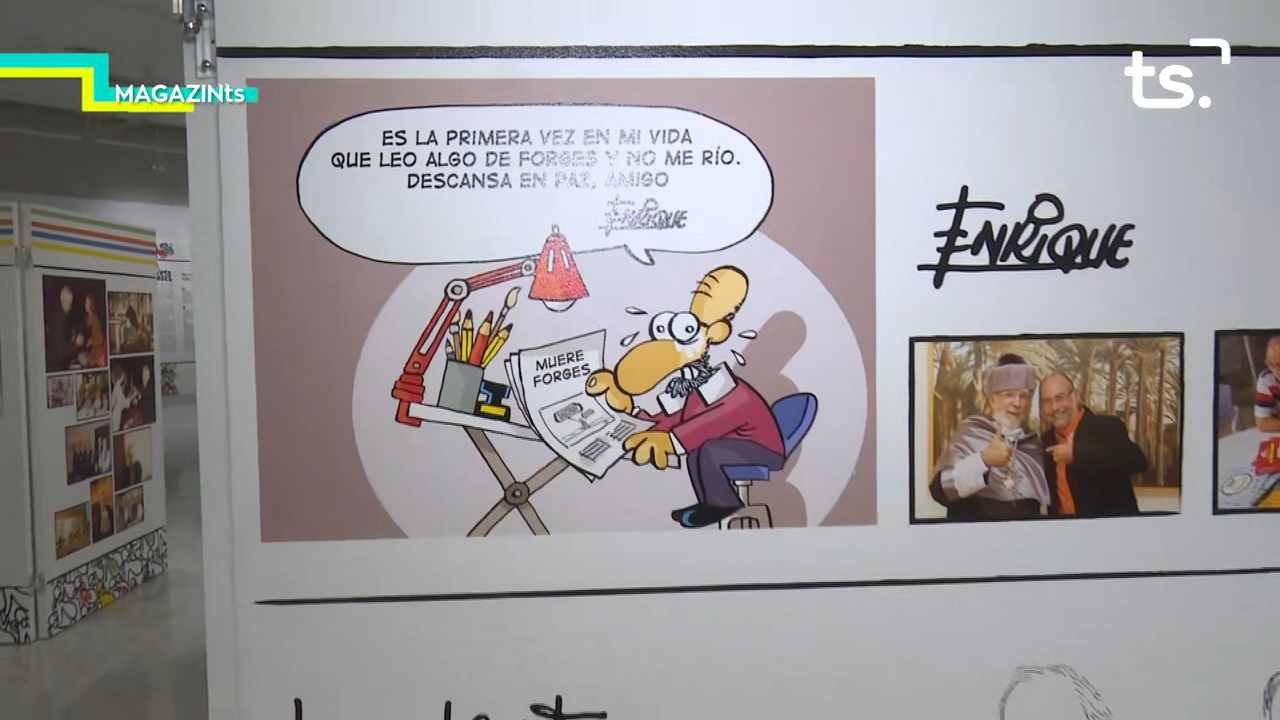 MAGAZINts
ts.
ES LA PRIMERA VEZ EN MI VIDA
QUE LEO ALGO DE FORGES Y NO ME RÍO.
DESCANSA EN PAZ, AMIGO
ENRIQUE
MUERE
FORGES
ENRIQUE